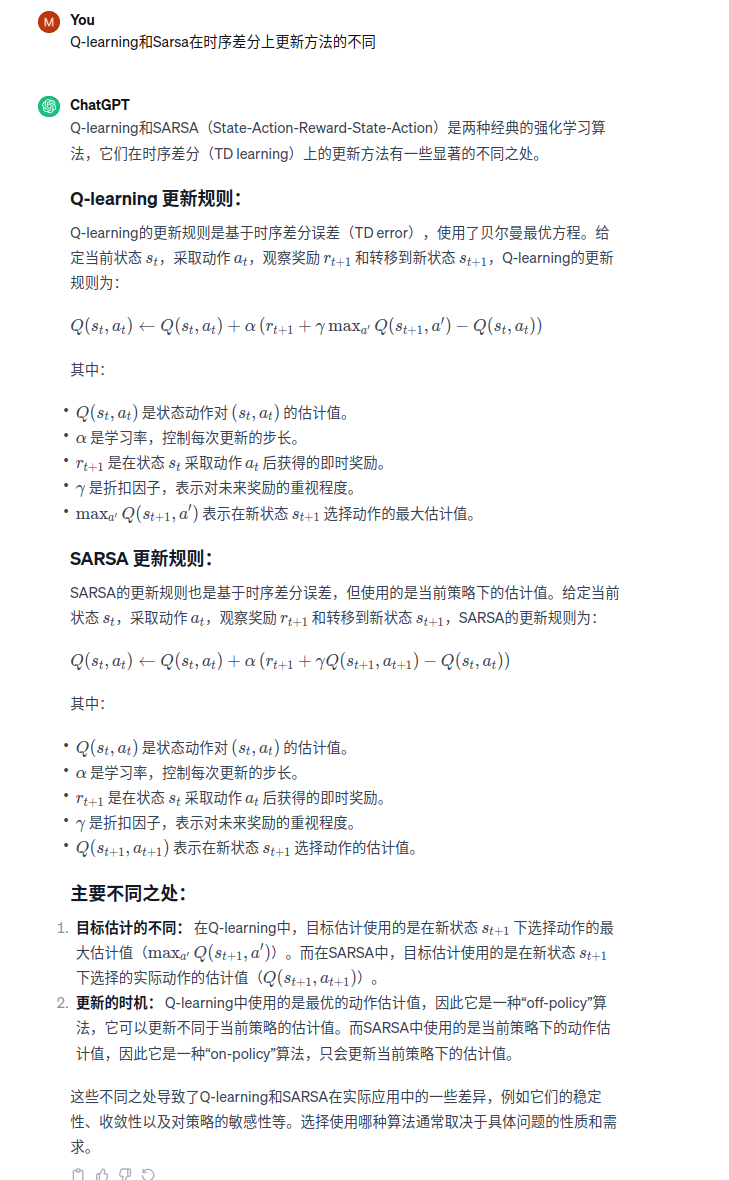 M You
Q-learning和Sarsa在时序差分上更新方法的不同
ChatGPT
Q-learning和SARSA（State-Action-Reward-State-Action）是两种经典的强化学习算
法，它们在时序差分（TD learning）上的更新方法有一些显著的不同之处。
Q-learning 更新规则：
Q-learning的更新规则是基于时序差分误差（TD error），使用了贝尔曼最优方程。给
定当前状态 s_t，采取动作 a_t，观察奖励 r_{t+1} 和转移到新状态 s_{t+1}，Q-learning的更新
规则为：
Q(s_t, a_t) ← Q(s_t, a_t) + α (r_{t+1} + γ max_{a′} Q(s_{t+1}, a′) − Q(s_t, a_t))
其中：
• Q(s_t, a_t) 是状态动作对 (s_t, a_t) 的估计值。
• α 是学习率，控制每次更新的步长。
• r_{t+1} 是在状态 s_t 采取动作 a_t 后获得的即时奖励。
• γ 是折扣因子，表示对未来奖励的重视程度。
• max_{a′} Q(s_{t+1}, a′) 表示在新状态 s_{t+1} 选择动作的最大估计值。
SARSA 更新规则：
SARSA的更新规则也是基于时序差分误差，但使用的是当前策略下的估计值。给定当前
状态 s_t，采取动作 a_t，观察奖励 r_{t+1} 和转移到新状态 s_{t+1}，SARSA的更新规则为：
Q(s_t, a_t) ← Q(s_t, a_t) + α (r_{t+1} + γQ(s_{t+1}, a_{t+1}) − Q(s_t, a_t))
其中：
• Q(s_t, a_t) 是状态动作对 (s_t, a_t) 的估计值。
• α 是学习率，控制每次更新的步长。
• r_{t+1} 是在状态 s_t 采取动作 a_t 后获得的即时奖励。
• γ 是折扣因子，表示对未来奖励的重视程度。
• Q(s_{t+1}, a_{t+1}) 表示在新状态 s_{t+1} 选择动作的估计值。
主要不同之处：
1. 目标估计的不同： 在Q-learning中，目标估计使用的是在新状态 s_{t+1} 下选择动作的最
大估计值（max_{a′} Q(s_{t+1}, a′)）。而在SARSA中，目标估计使用的是在新状态 s_{t+1}
下选择的实际动作的估计值（Q(s_{t+1}, a_{t+1})）。
2. 更新的时机： Q-learning中使用的是最优的动作估计值，因此它是一种“off-policy”算
法，它可以更新不同于当前策略的估计值。而SARSA中使用的是当前策略下的动作估
计值，因此它是一种“on-policy”算法，只会更新当前策略下的估计值。
这些不同之处导致了Q-learning和SARSA在实际应用中的一些差异，例如它们的稳定
性、收敛性以及对策略的敏感性等。选择使用哪种算法通常取决于具体问题的性质和需
求。